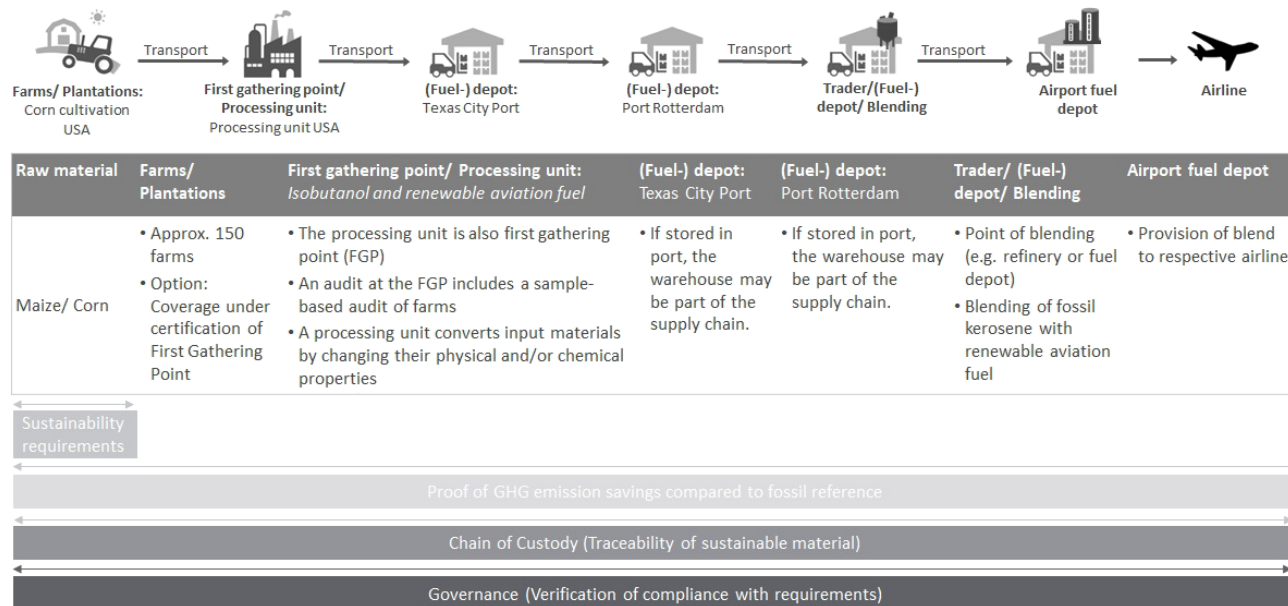 Transport
Transport
Transport
Transport
Transport
Farms/ Plantations:
Corn cultivation
USA
First gathering point/
Processing unit:
Processing unit USA
(Fuel-) depot:
Texas City Port
(Fuel-) depot:
Port Rotterdam
Trader/(Fuel-)
depot/ Blending
Airport fuel
depot
Airline
Raw material
Farms/
Plantations
First gathering point/ Processing unit:
Isobutanol and renewable aviation fuel
(Fuel-) depot:
Texas City Port
(Fuel-) depot:
Port Rotterdam
Trader/ (Fuel-)
depot/ Blending
Airport fuel depot
Maize/ Corn
• Approx. 150
farms
• Option:
Coverage under
certification of
First Gathering
Point
• The processing unit is also first gathering
point (FGP)
• An audit at the FGP includes a sample-
based audit of farms
• A processing unit converts input materials
by changing their physical and/or chemical
properties
• If stored in
port, the
warehouse may
be part of the
supply chain.
• If stored in port,
the warehouse may
be part of the
supply chain.
• Point of blending
(e.g. refinery or fuel
depot)
• Blending of fossil
kerosene with
renewable aviation
fuel
• Provision of blend
to respective airline
Sustainability
requirements
Proof of GHG emission savings compared to fossil reference
Chain of Custody (Traceability of sustainable material)
Governance (Verification of compliance with requirements)